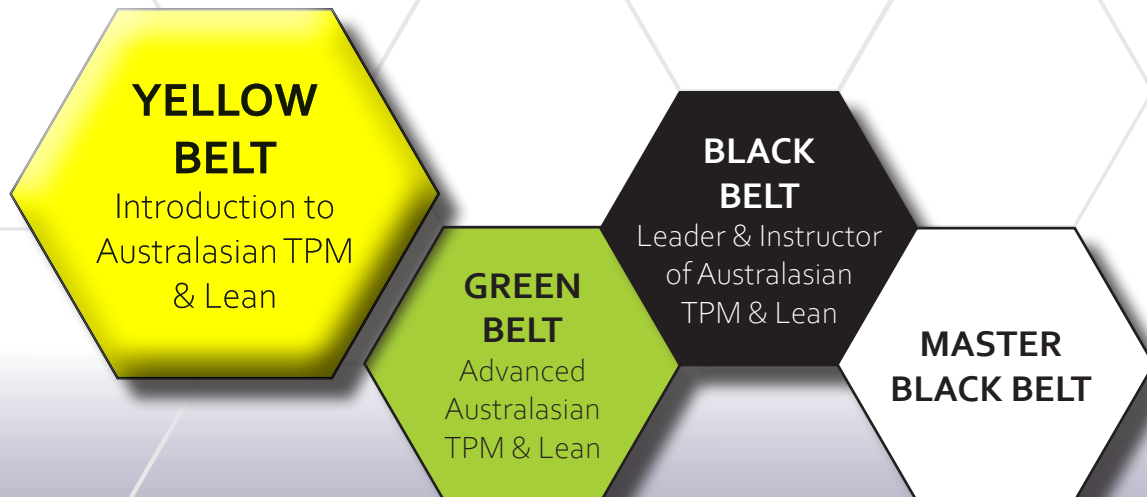 YELLOW
BELT
Introduction to
Australasian TPM
& Lean
GREEN
BELT
Advanced
Australasian
TPM & Lean
BLACK
BELT
Leader & Instructor
of Australasian
TPM & Lean
MASTER
BLACK BELT